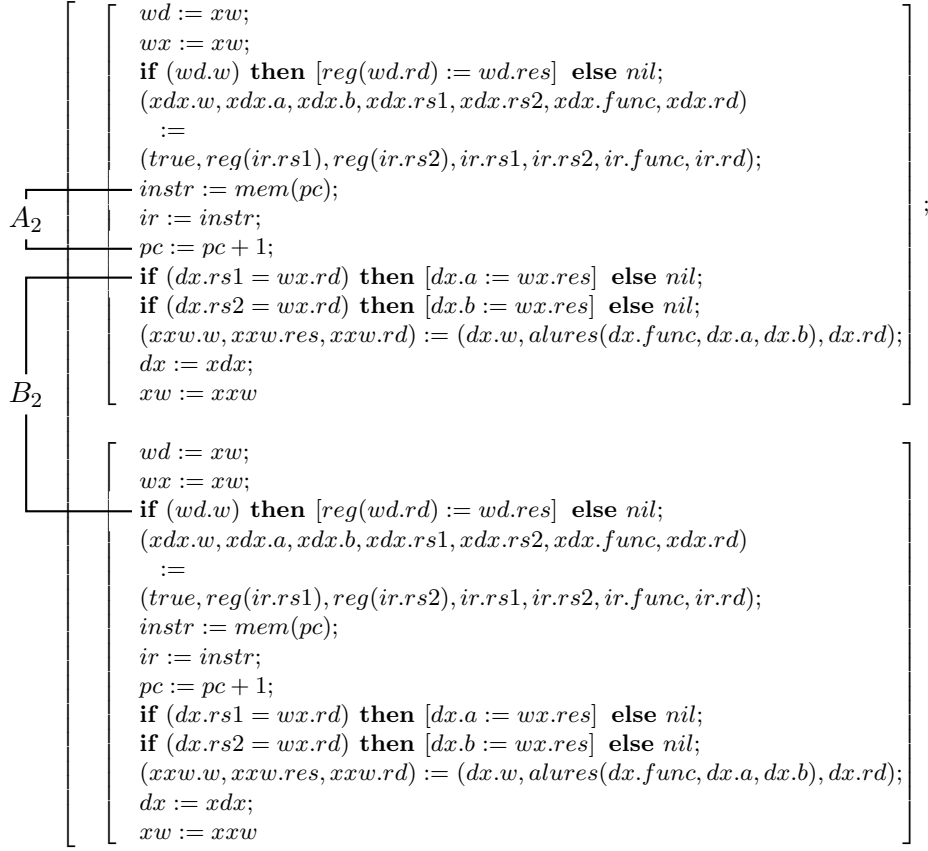 wd := xw;
wx := xw;
if (wd.w) then [reg(wd.rd) := wd.res] else nil;
(xdx.w, xdx.a, xdx.b, xdx.rs1, xdx.rs2, xdx.func, xdx.rd)
:=
(true, reg(ir.rs1), reg(ir.rs2), ir.rs1, ir.rs2, ir.func, ir.rd);
instr := mem(pc);
A₂ ir := instr; ;
pc := pc + 1;
if (dx.rs1 = wx.rd) then [dx.a := wx.res] else nil;
if (dx.rs2 = wx.rd) then [dx.b := wx.res] else nil;
(xxw.w, xxw.res, xxw.rd) := (dx.w, alures(dx.func, dx.a, dx.b), dx.rd);
dx := xdx;
B₂ xw := xxw
wd := xw;
wx := xw;
if (wd.w) then [reg(wd.rd) := wd.res] else nil;
(xdx.w, xdx.a, xdx.b, xdx.rs1, xdx.rs2, xdx.func, xdx.rd)
:=
(true, reg(ir.rs1), reg(ir.rs2), ir.rs1, ir.rs2, ir.func, ir.rd);
instr := mem(pc);
ir := instr;
pc := pc + 1;
if (dx.rs1 = wx.rd) then [dx.a := wx.res] else nil;
if (dx.rs2 = wx.rd) then [dx.b := wx.res] else nil;
(xxw.w, xxw.res, xxw.rd) := (dx.w, alures(dx.func, dx.a, dx.b), dx.rd);
dx := xdx;
xw := xxw